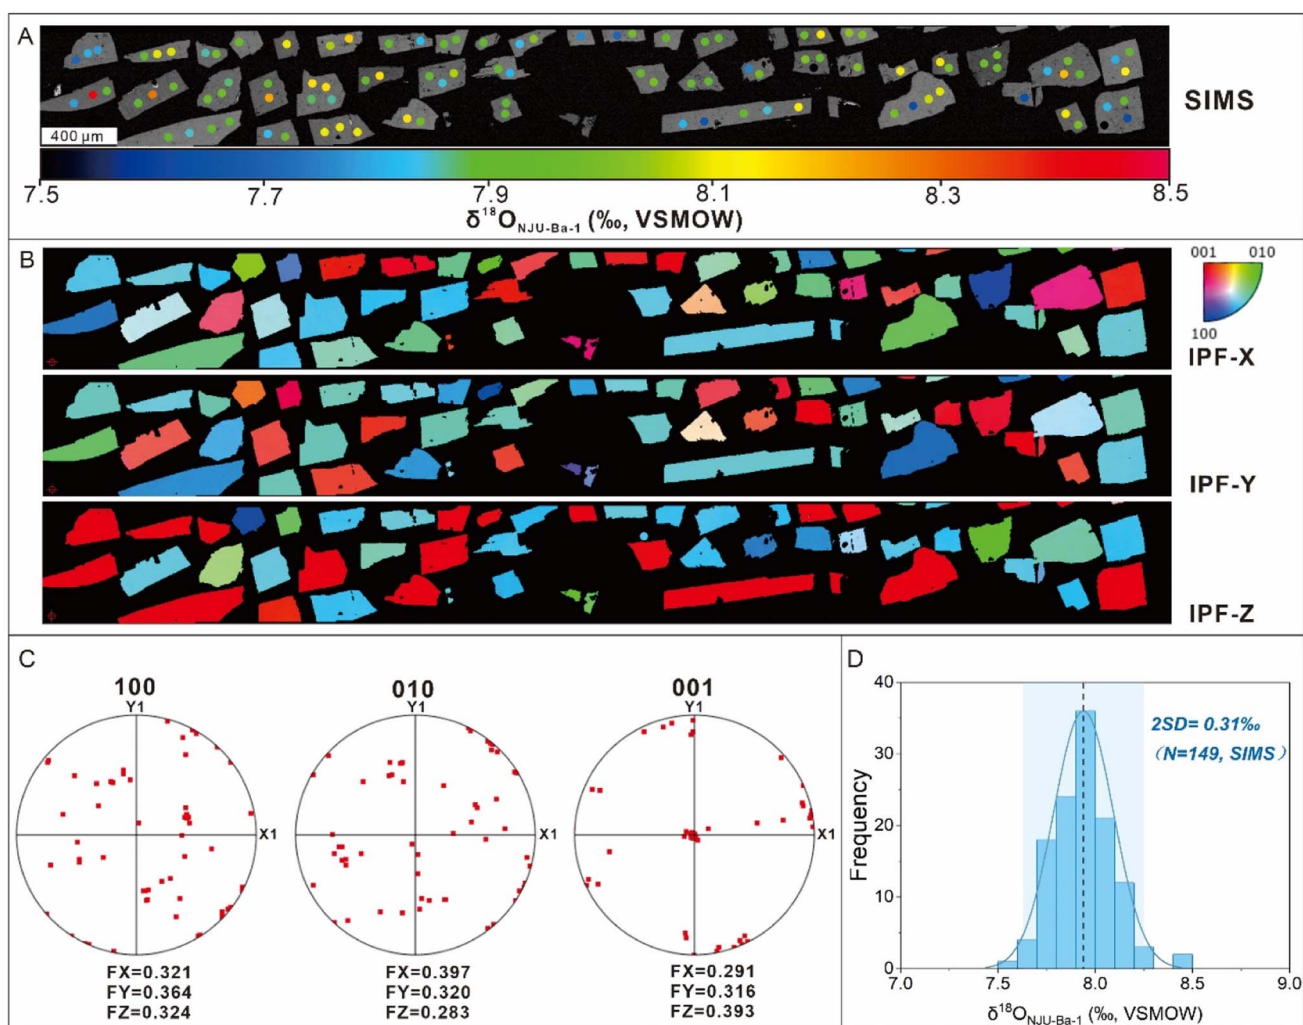 A
400 μm
SIMS
7.5 7.7 7.9 8.1 8.3 8.5
δ¹⁸O_NJU-Ba-1 (‰, VSMOW)
B
001 010
100
IPF-X
IPF-Y
IPF-Z
C
100
Y1
X1
FX=0.321
FY=0.364
FZ=0.324
010
Y1
X1
FX=0.397
FY=0.320
FZ=0.283
001
Y1
X1
FX=0.291
FY=0.316
FZ=0.393
D
40
30
20
10
0
Frequency
2SD= 0.31‰
（N=149, SIMS）
7.0 7.5 8.0 8.5 9.0
δ¹⁸O_NJU-Ba-1 (‰, VSMOW)